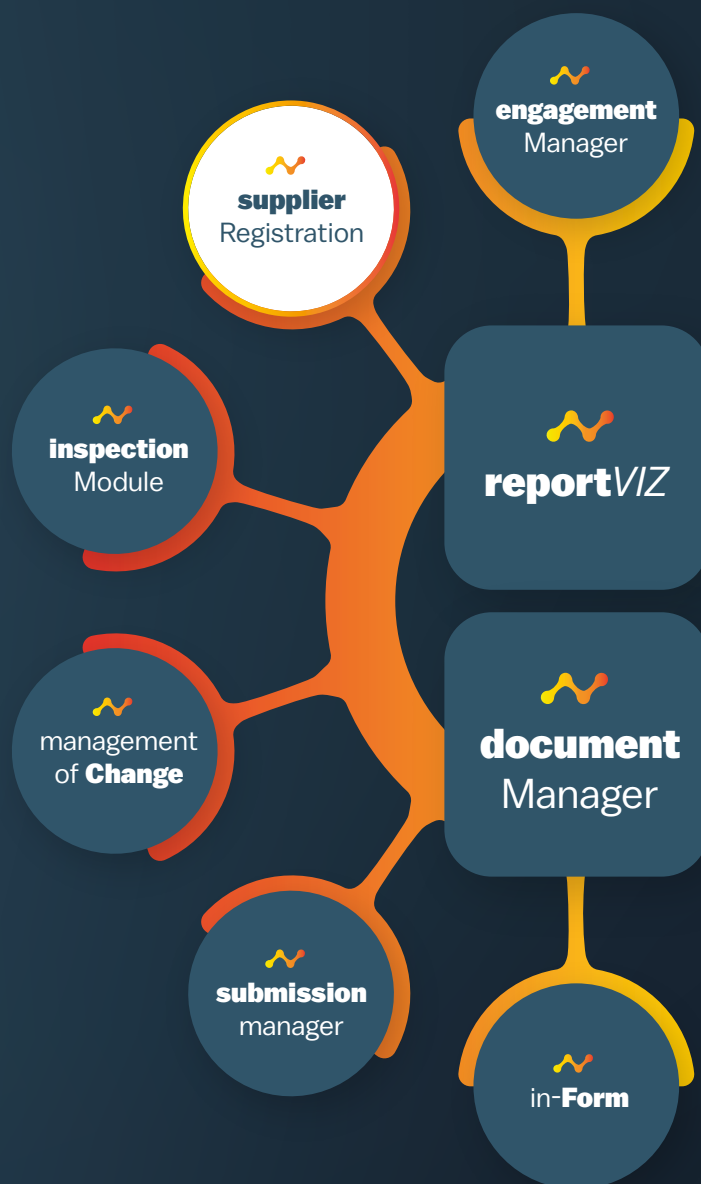 engagement
Manager
supplier
Registration
inspection
Module
reportVIZ
management
of Change
document
Manager
submission
manager
in-Form